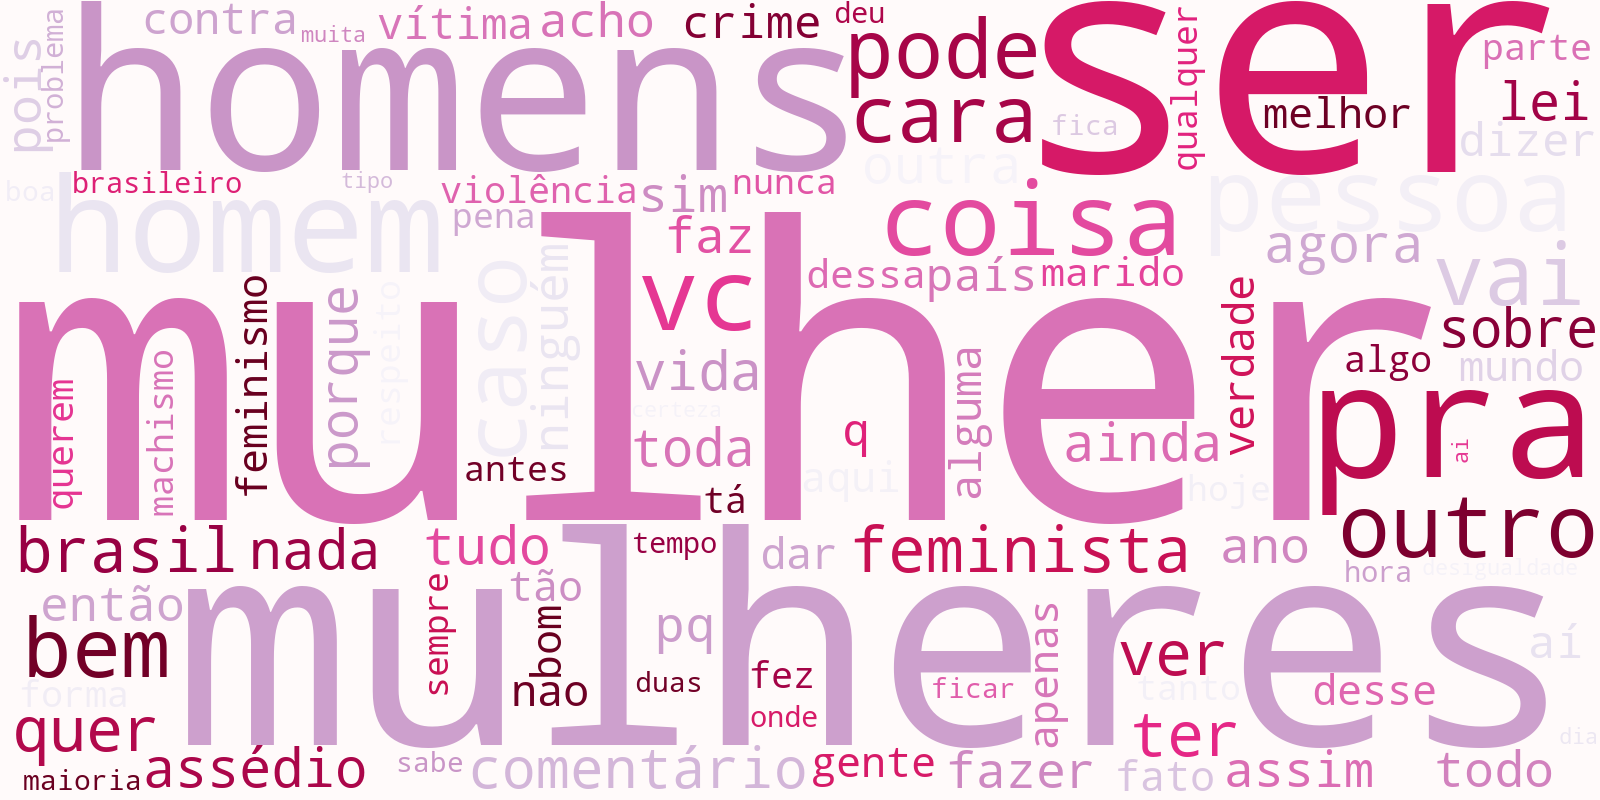 contra
muita
vítima
acho
crime
deu
pode
ser
parte
pois
problema
homens
cara
fica
qualquer
melhor
lei
dizer
outra
boa
brasileiro
tipo
violência
sim
nunca
pessoa
homem
pena
faz
coisa
agora
vai
caso
ninguém
vc
dessa
país
marido
mulher
feminismo
porque
respeito
verdade
sobre
algo
mundo
querem
machismo
vida
certeza
q
alguma
pra
toda
ainda
ai
antes
tá
aqui
hoje
outro
brasil
nada
tudo
tempo
dar
feminista
ano
hora
desigualdade
então
tão
mulheres
bem
sempre
bom
pq
apenas
ver
aí
forma
nao
duas
fez
ficar
tanto
desse
quer
onde
ter
dia
maioria
assédio
sabe
comentário
gente
fazer
fato
assim
todo